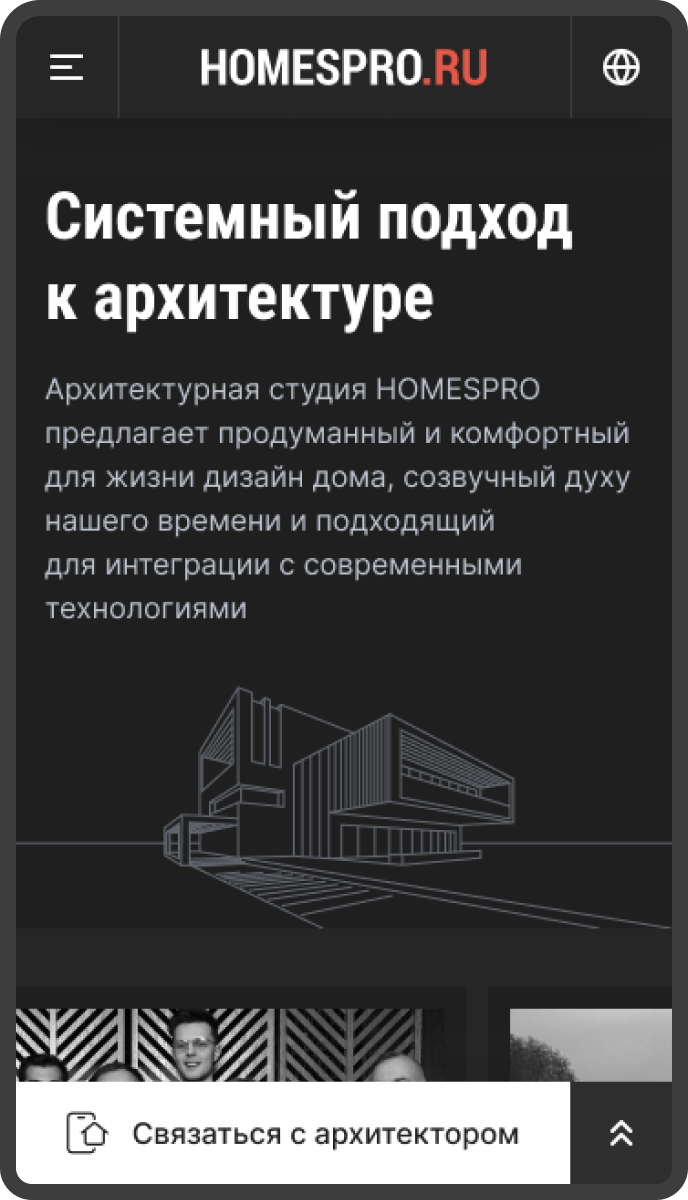 HOMESPRO.RU
Системный подход
к архитектуре
Архитектурная студия HOMESPRO
предлагает продуманный и комфортный
для жизни дизайн дома, созвучный духу
нашего времени и подходящий
для интеграции с современными
технологиями
Связаться с архитектором